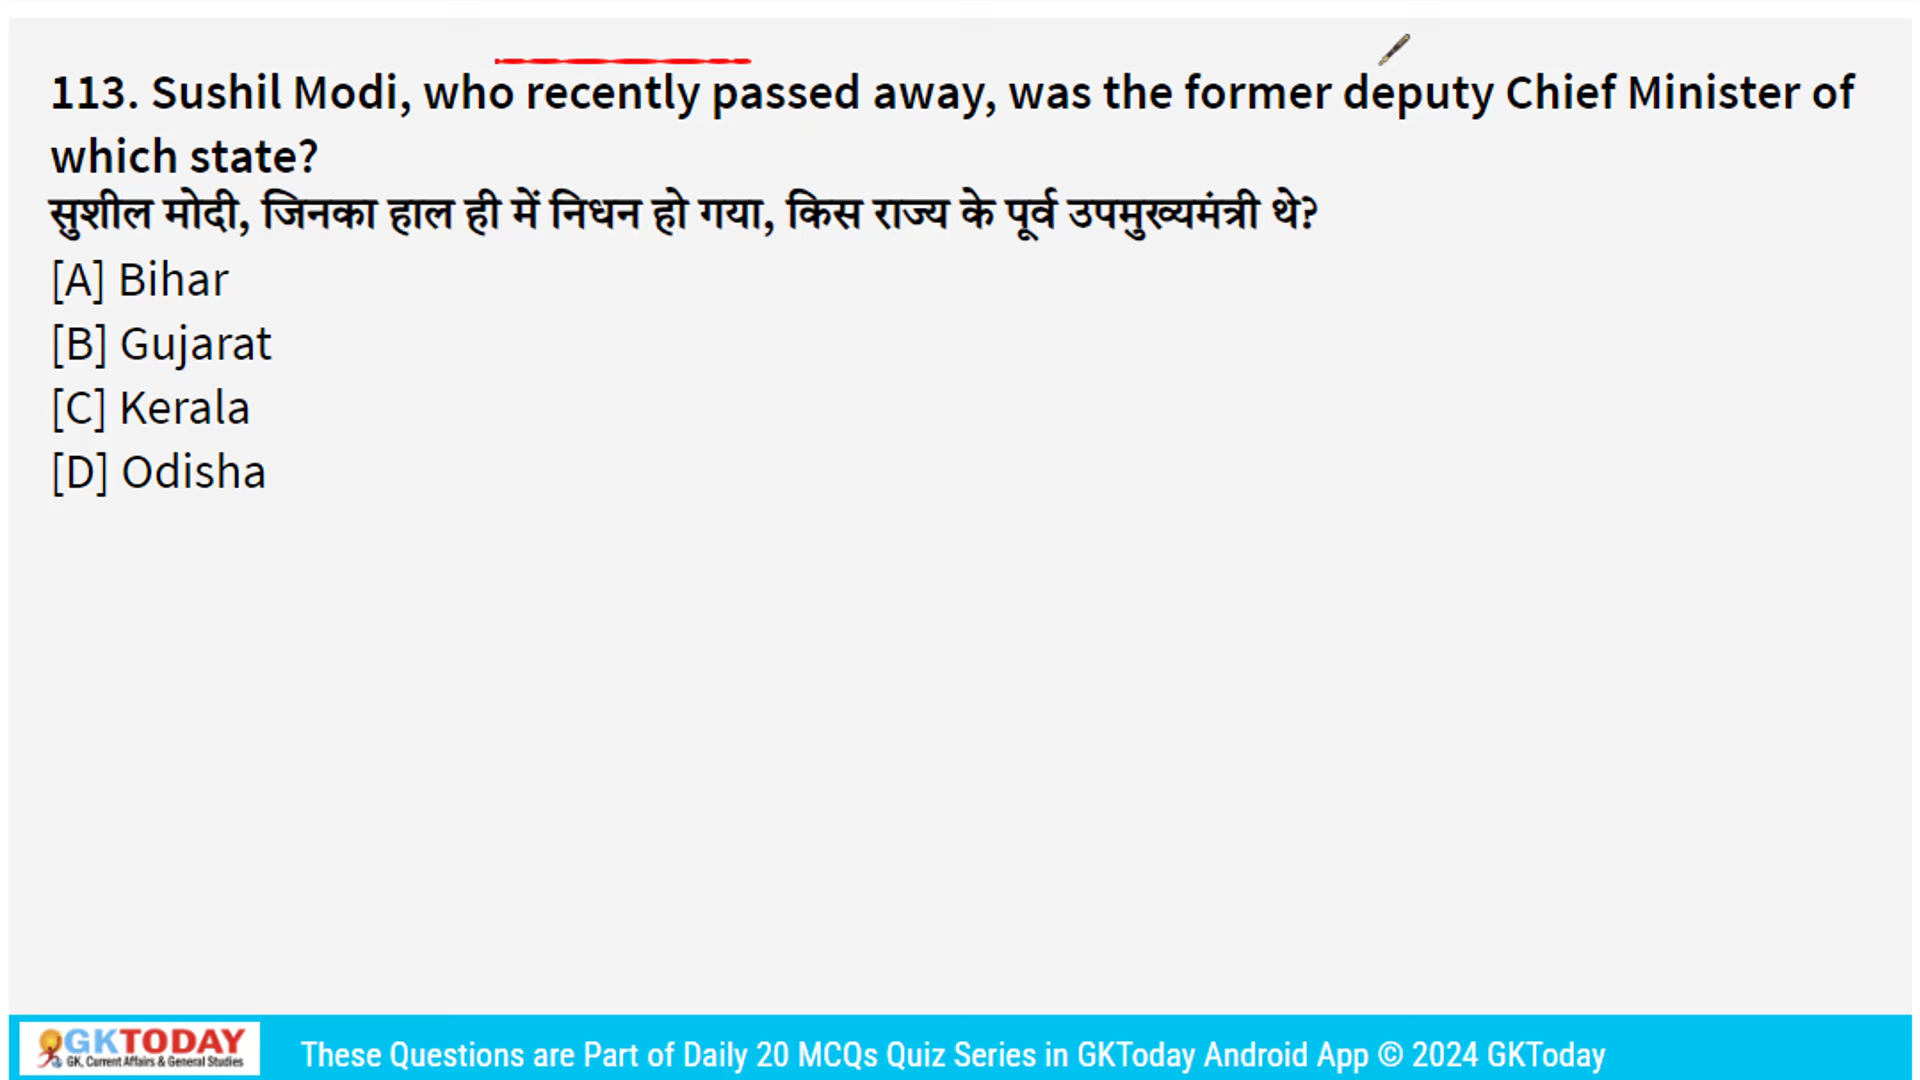 113. Sushil Modi, who recently passed away, was the former deputy Chief Minister of
which state?
सुशील मोदी, जिनका हाल ही में निधन हो गया, किस राज्य के पूर्व उपमुख्यमंत्री थे?
[A] Bihar
[B] Gujarat
[C] Kerala
[D] Odisha
GKTODAY
GK, Current Affairs & General Studies
These Questions are Part of Daily 20 MCQs Quiz Series in GKToday Android App © 2024 GKToday